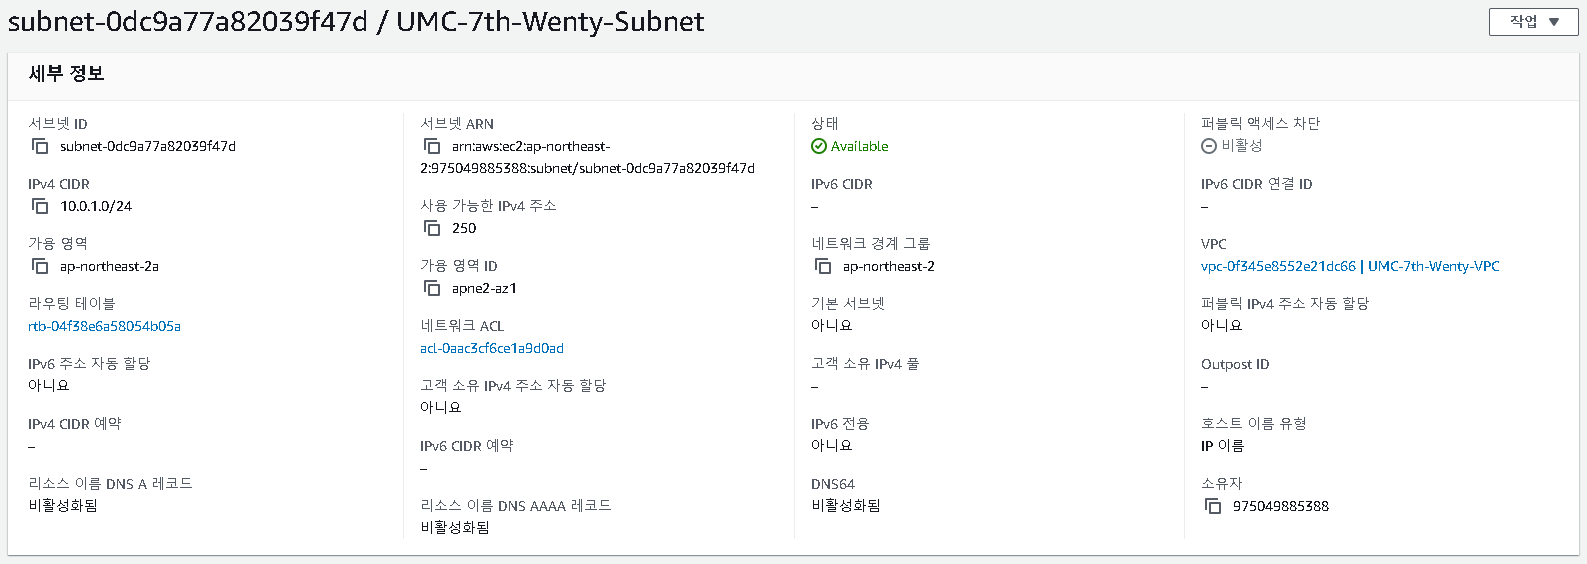 subnet-0dc9a77a82039f47d / UMC-7th-Wenty-Subnet
작업
세부 정보
서브넷 ID
subnet-0dc9a77a82039f47d
IPv4 CIDR
10.0.1.0/24
가용 영역
ap-northeast-2a
라우팅 테이블
rtb-04f38e6a58054b05a
IPv6 주소 자동 할당
아니요
IPv4 CIDR 예약
–
리소스 이름 DNS A 레코드
비활성화됨
서브넷 ARN
arn:aws:ec2:ap-northeast-
2:975049885388:subnet/subnet-0dc9a77a82039f47d
사용 가능한 IPv4 주소
250
가용 영역 ID
apne2-az1
네트워크 ACL
acl-0aac3cf6ce1a9d0ad
고객 소유 IPv4 주소 자동 할당
아니요
IPv6 CIDR 예약
–
리소스 이름 DNS AAAA 레코드
비활성화됨
상태
Available
IPv6 CIDR
–
네트워크 경계 그룹
ap-northeast-2
기본 서브넷
아니요
고객 소유 IPv4 풀
–
IPv6 전용
아니요
DNS64
비활성화됨
퍼블릭 액세스 차단
비활성
IPv6 CIDR 연결 ID
–
VPC
vpc-0f345e8552e21dc66 | UMC-7th-Wenty-VPC
퍼블릭 IPv4 주소 자동 할당
아니요
Outpost ID
–
호스트 이름 유형
IP 이름
소유자
975049885388